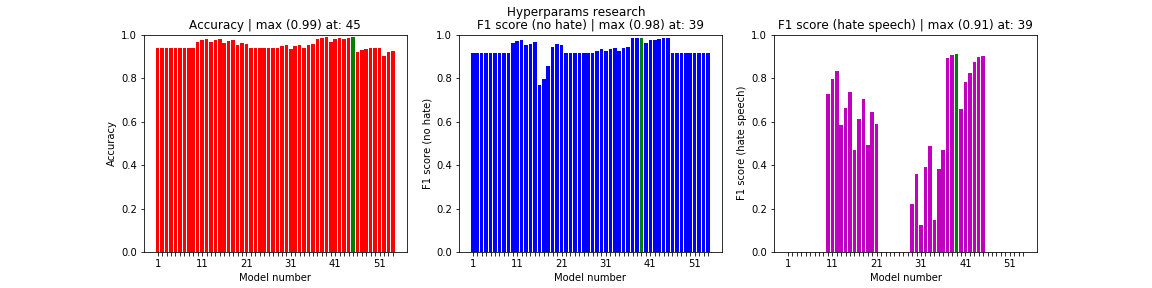 Hyperparams research
Accuracy | max (0.99) at: 45
F1 score (no hate) | max (0.98) at: 39
F1 score (hate speech) | max (0.91) at: 39
Accuracy
1.0
0.8
0.6
0.4
0.2
0.0
1 11 21 31 41 51
Model number
F1 score (no hate)
1.0
0.8
0.6
0.4
0.2
0.0
1 11 21 31 41 51
Model number
F1 score (hate speech)
1.0
0.8
0.6
0.4
0.2
0.0
1 11 21 31 41 51
Model number